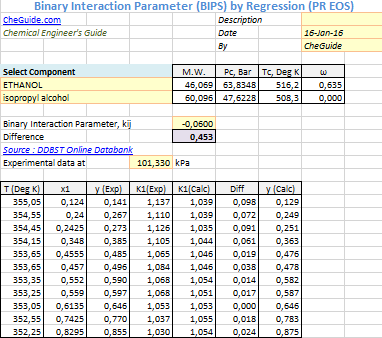 Binary Interaction Parameter (BIPS) by Regression (PR EOS)
CheGuide.com Description
Chemical Engineer's Guide Date 16-Jan-16
By CheGuide
Select Component M.W. Pc, Bar Tc, Deg K ω
ETHANOL 46,069 63,8348 516,2 0,635
isopropyl alcohol 60,096 47,6228 508,3 0,000
Binary Interaction Parameter, kij -0,0600
Difference 0,453
Source : DDBST Online Databank
Experimental data at 101,330 kPa
T (Deg K) x1 y (Exp) K1(Exp) K1(Calc) Diff y (Calc)
355,05 0,124 0,141 1,137 1,039 0,098 0,129
354,55 0,24 0,267 1,110 1,039 0,072 0,249
354,45 0,2425 0,273 1,126 1,035 0,091 0,251
354,15 0,348 0,385 1,105 1,044 0,061 0,363
353,65 0,4555 0,485 1,065 1,046 0,019 0,476
353,65 0,457 0,496 1,084 1,046 0,038 0,478
353,35 0,552 0,590 1,068 1,054 0,014 0,582
353,25 0,559 0,597 1,068 1,051 0,017 0,587
353,05 0,6135 0,646 1,053 1,053 0,000 0,646
352,55 0,7425 0,770 1,037 1,055 0,018 0,783
352,25 0,8295 0,855 1,030 1,054 0,024 0,875